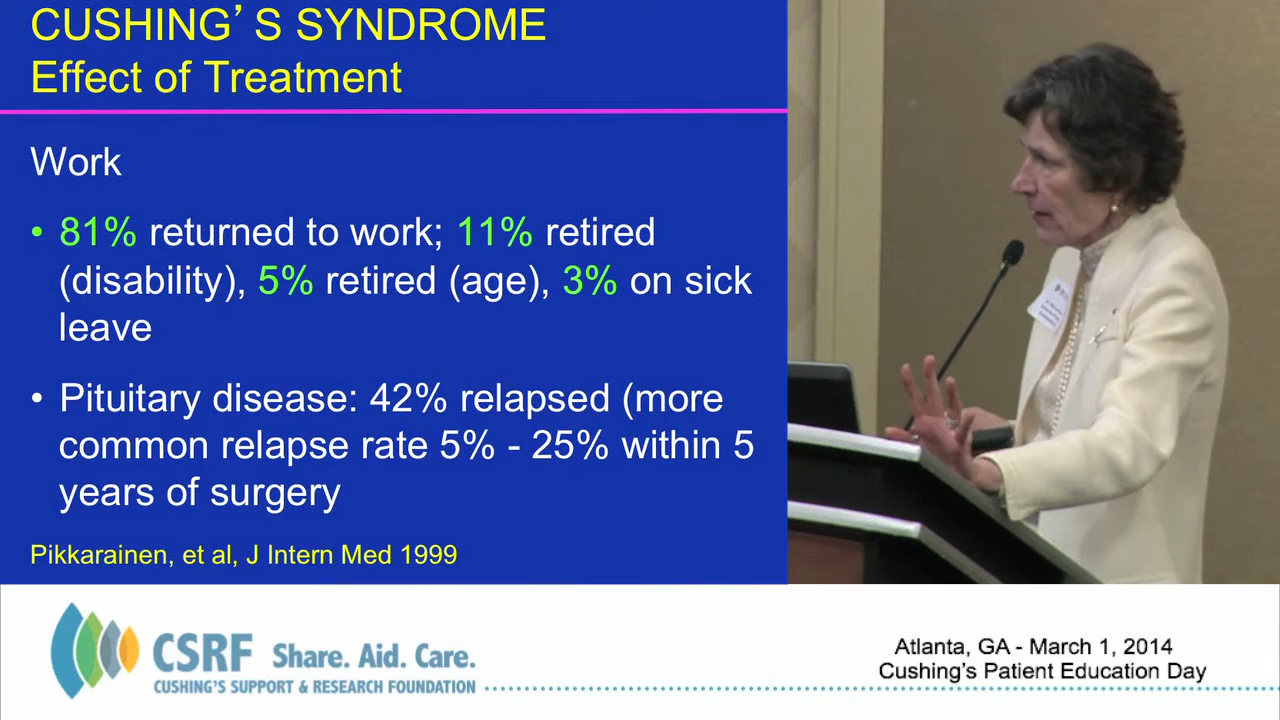 CUSHING’S SYNDROME
Effect of Treatment
Work
• 81% returned to work; 11% retired
(disability), 5% retired (age), 3% on sick
leave
• Pituitary disease: 42% relapsed (more
common relapse rate 5% - 25% within 5
years of surgery
Pikkarainen, et al, J Intern Med 1999
CSRF Share. Aid. Care.
CUSHING'S SUPPORT & RESEARCH FOUNDATION
Atlanta, GA - March 1, 2014
Cushing's Patient Education Day